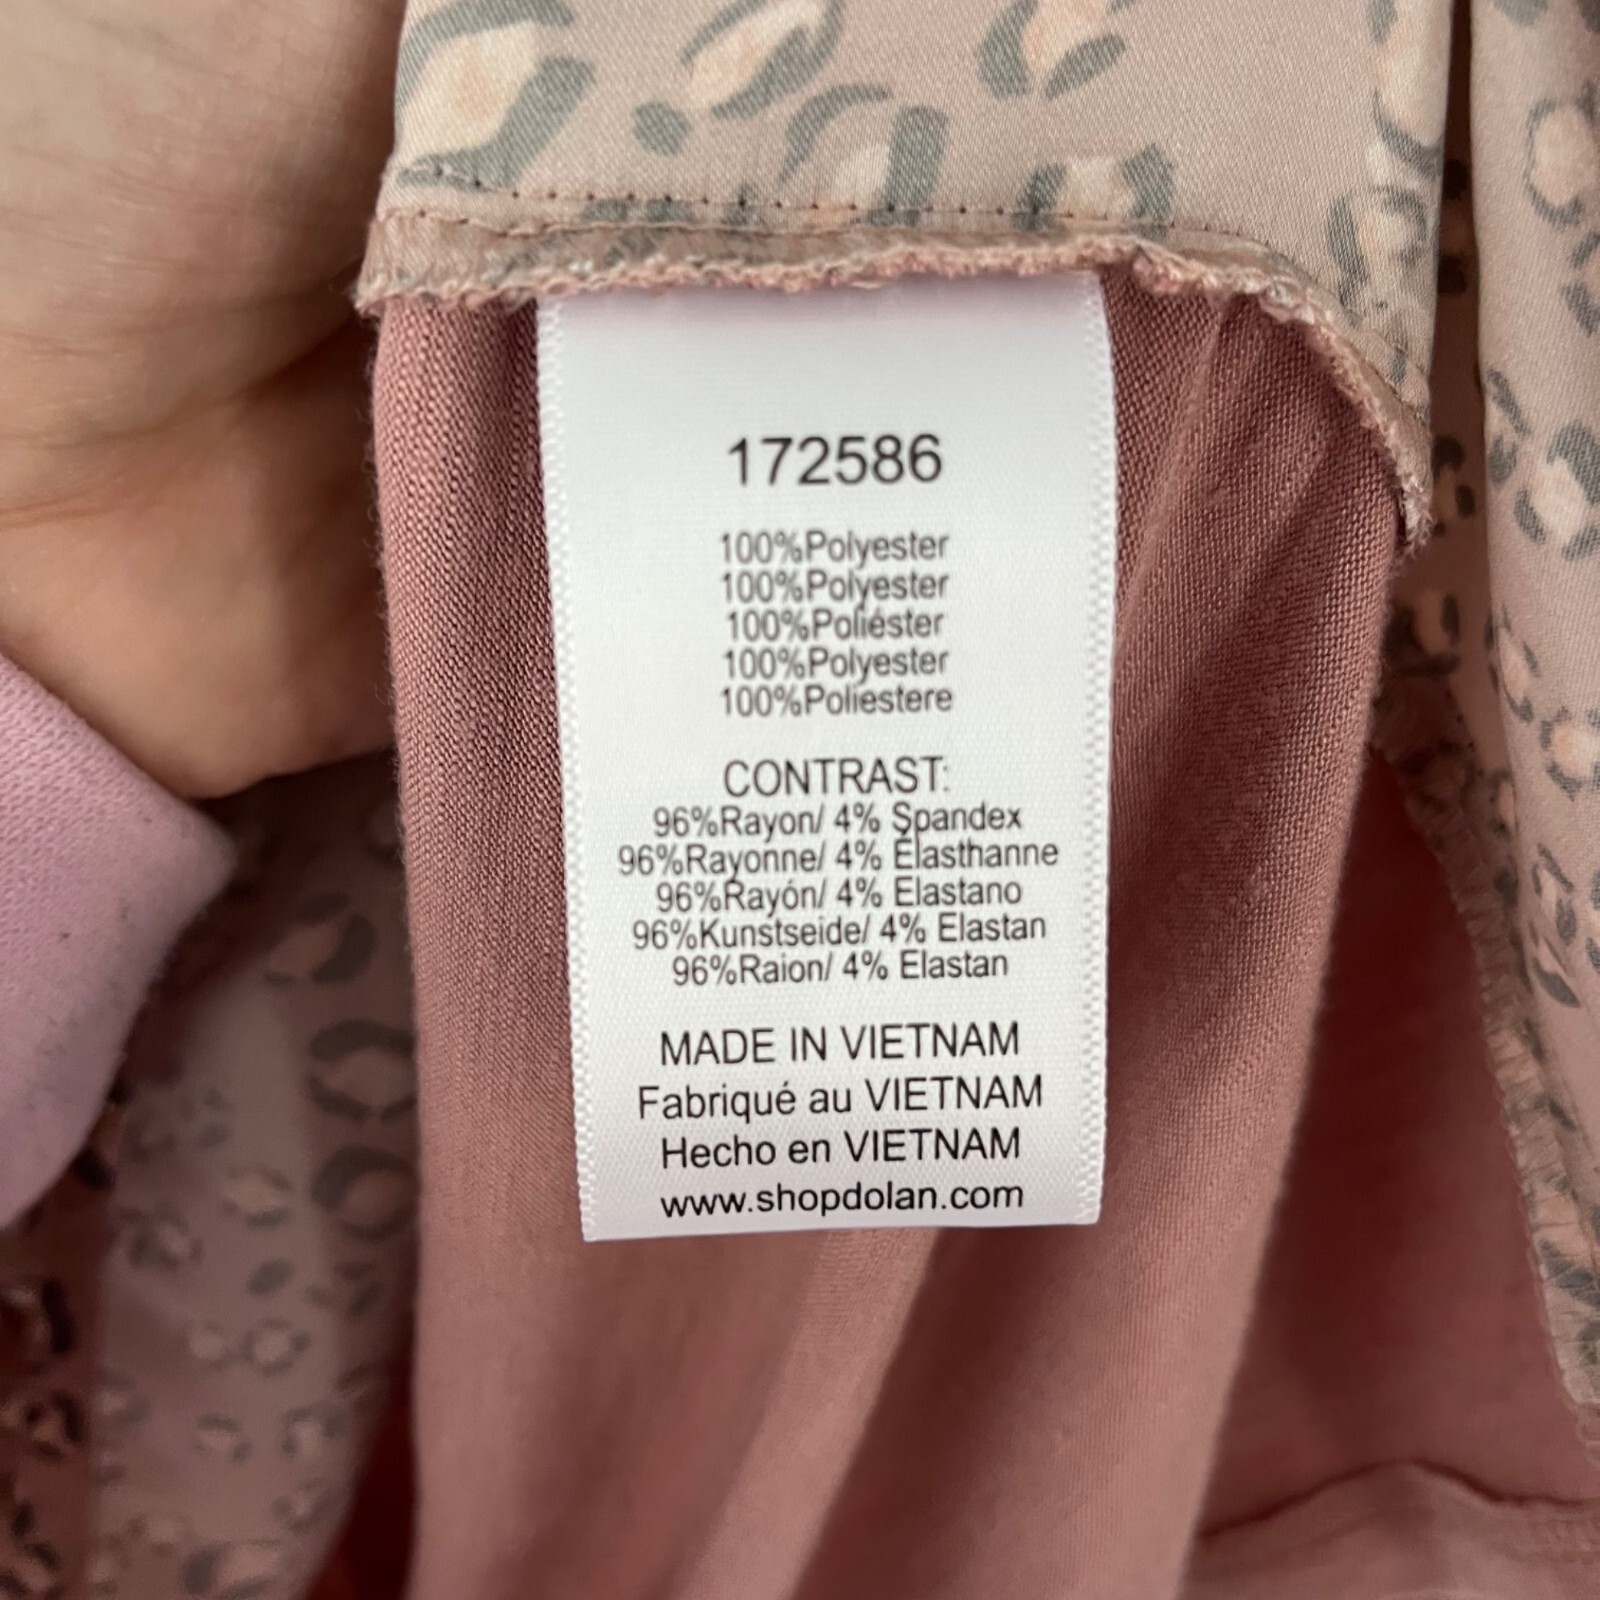 172586
100%Polyester
100%Polyester
100%Poliéster
100%Polyester
100%Poliestere
CONTRAST:
96%Rayon/ 4% Spandex
96%Rayonne/ 4% Élasthanne
96%Rayón/ 4% Elastano
96%Kunstseide/ 4% Elastan
96%Raion/ 4% Elastan
MADE IN VIETNAM
Fabriqué au VIETNAM
Hecho en VIETNAM
www.shopdolan.com